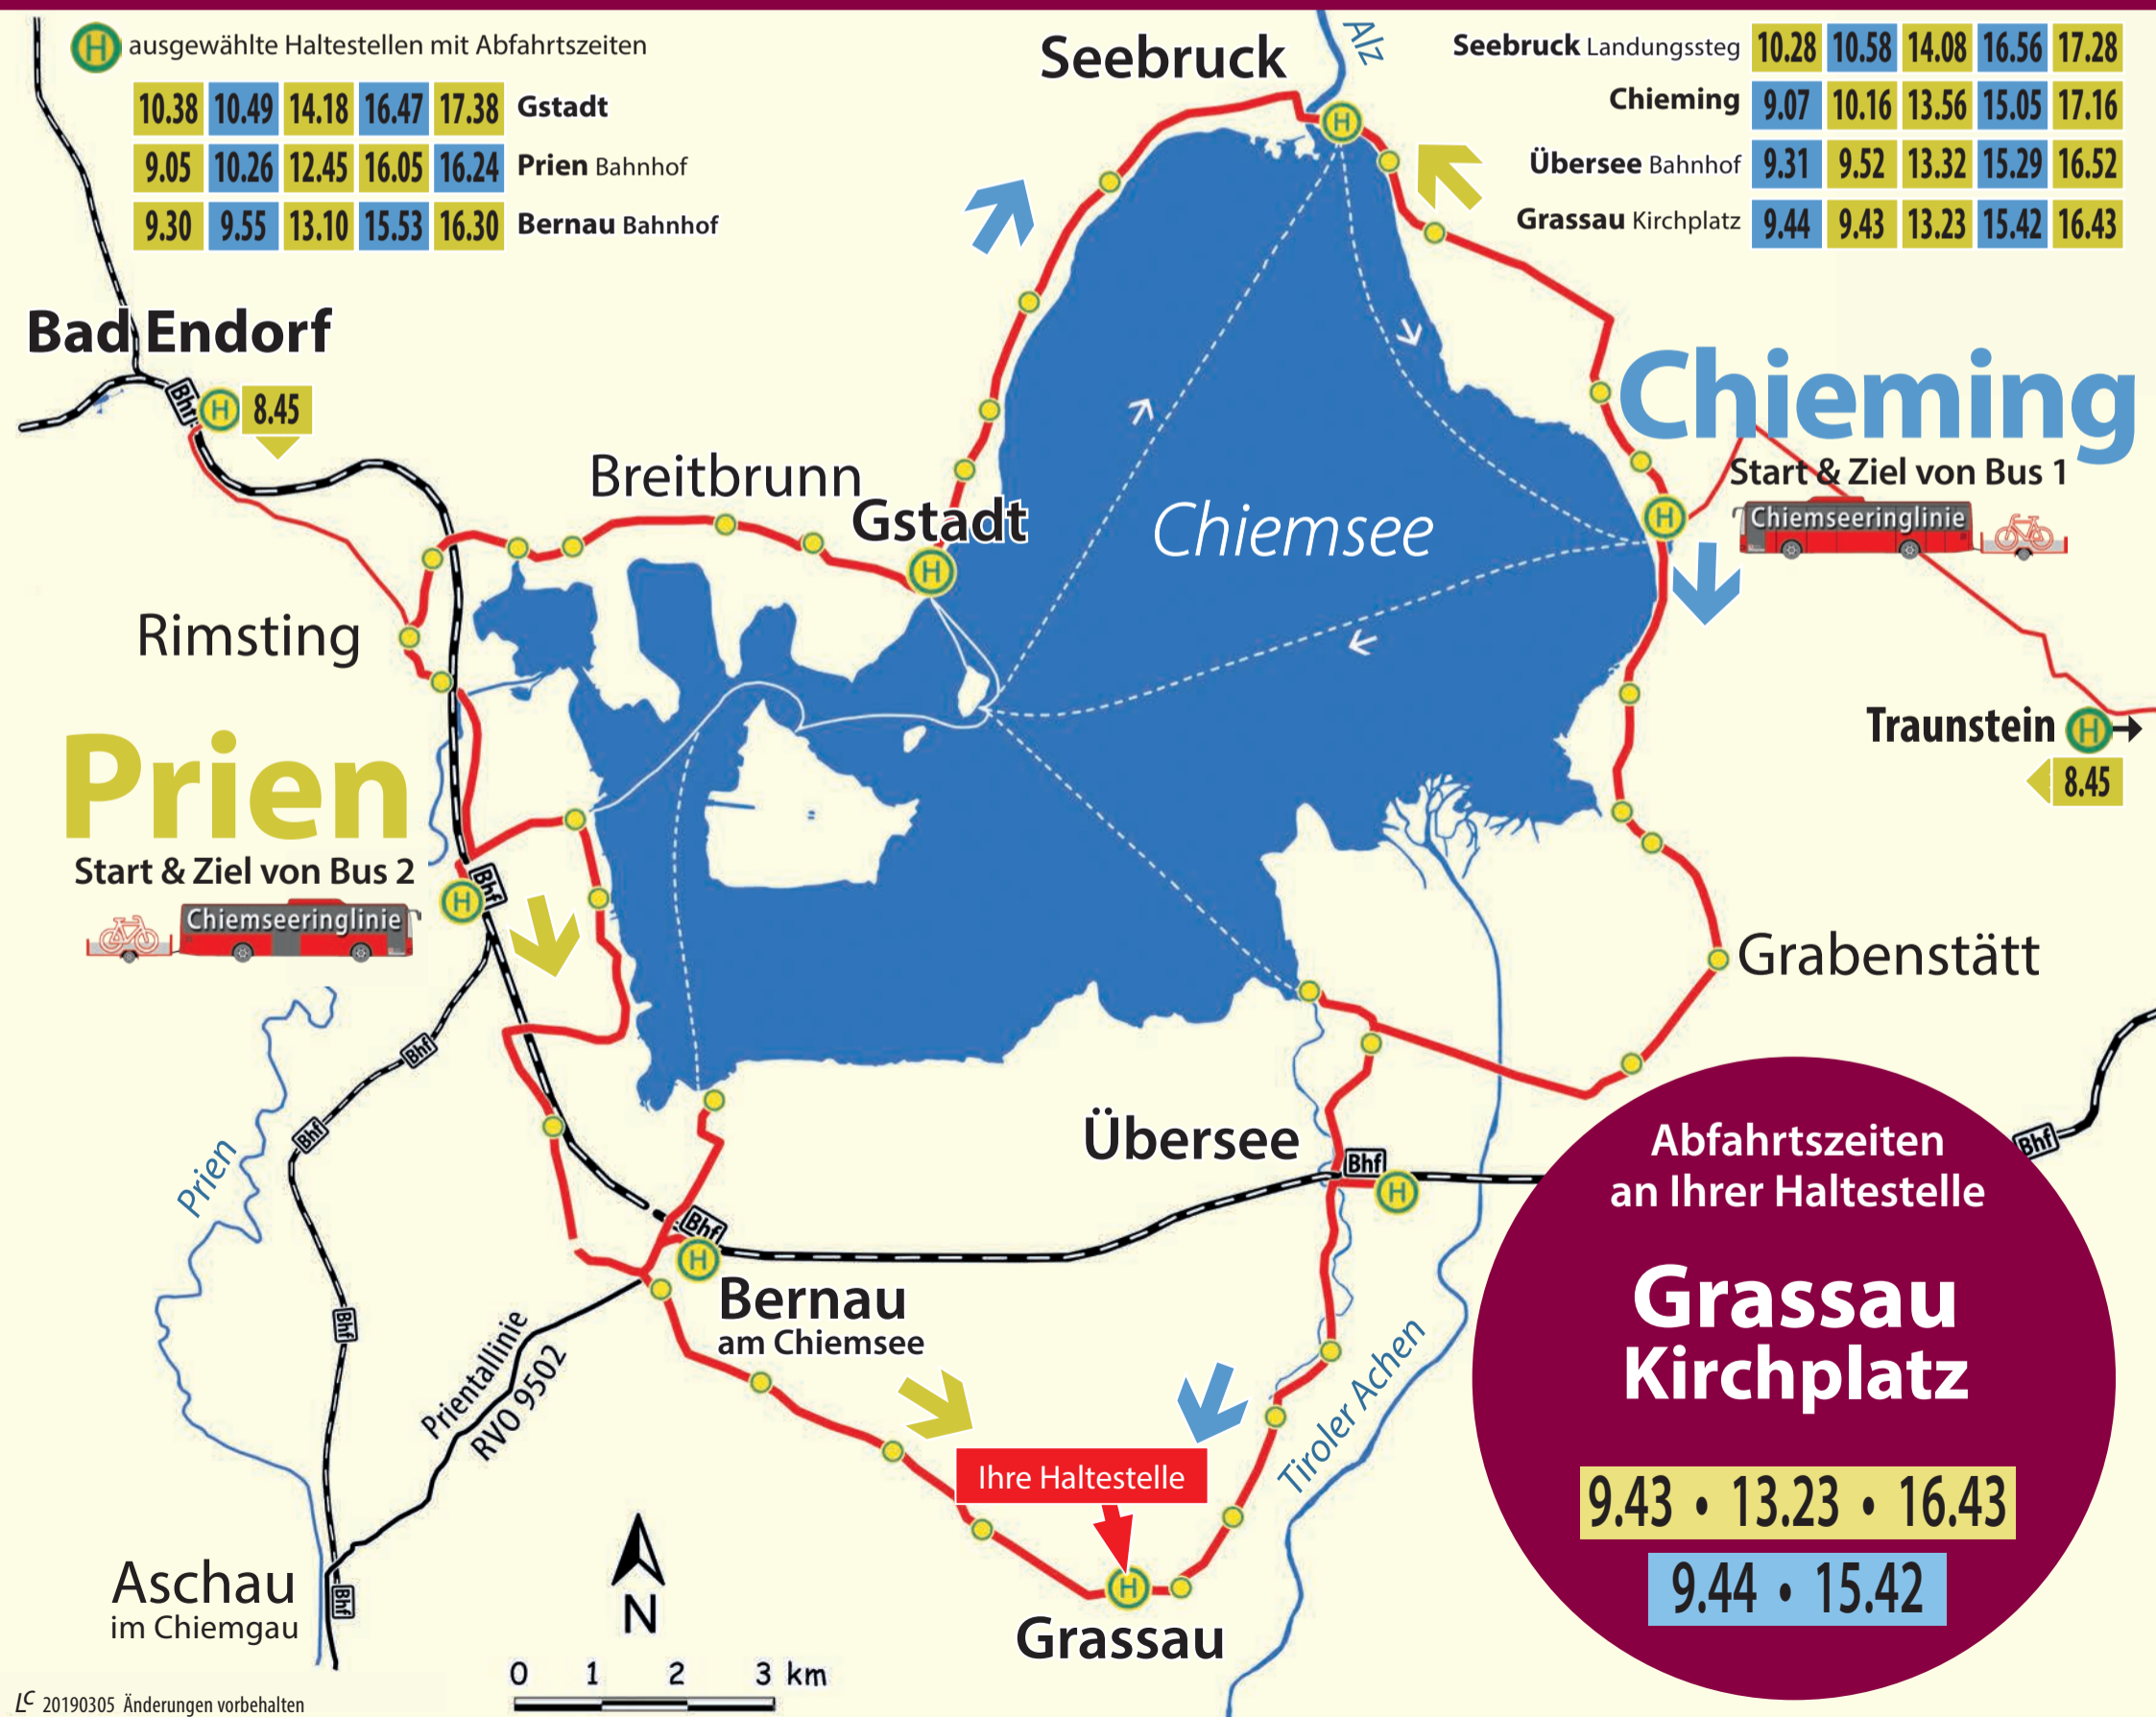 H ausgewählte Haltestellen mit Abfahrtszeiten
10.38 10.49 14.18 16.47 17.38 Gstadt
9.05 10.26 12.45 16.05 16.24 Prien Bahnhof
9.30 9.55 13.10 15.53 16.30 Bernau Bahnhof
Seebruck Landungssteg 10.28 10.58 14.08 16.56 17.28
Chieming 9.07 10.16 13.56 15.05 17.16
Übersee Bahnhof 9.31 9.52 13.32 15.29 16.52
Grassau Kirchplatz 9.44 9.43 13.23 15.42 16.43
Seebruck
Alz
H
Bad Endorf
Bhf
H
8.45
Breitbrunn
Gstadt
H
Chiemsee
Chieming
Start & Ziel von Bus 1
Chiemseeringlinie
H
Rimsting
Traunstein H
8.45
Prien
Start & Ziel von Bus 2
Chiemseeringlinie
Bhf
H
Grabenstätt
Bhf
Bhf
Prien
Übersee
Bhf
H
Bhf
Bhf
H
Bernau
am Chiemsee
Bhf
Prientallinie
RVO 9502
Tiroler Achen
Abfahrtszeiten
an Ihrer Haltestelle
Grassau
Kirchplatz
9.43 • 13.23 • 16.43
9.44 • 15.42
Ihre Haltestelle
H
Grassau
Aschau
im Chiemgau
Bhf
N
0 1 2 3 km
LC 20190305 Änderungen vorbehalten